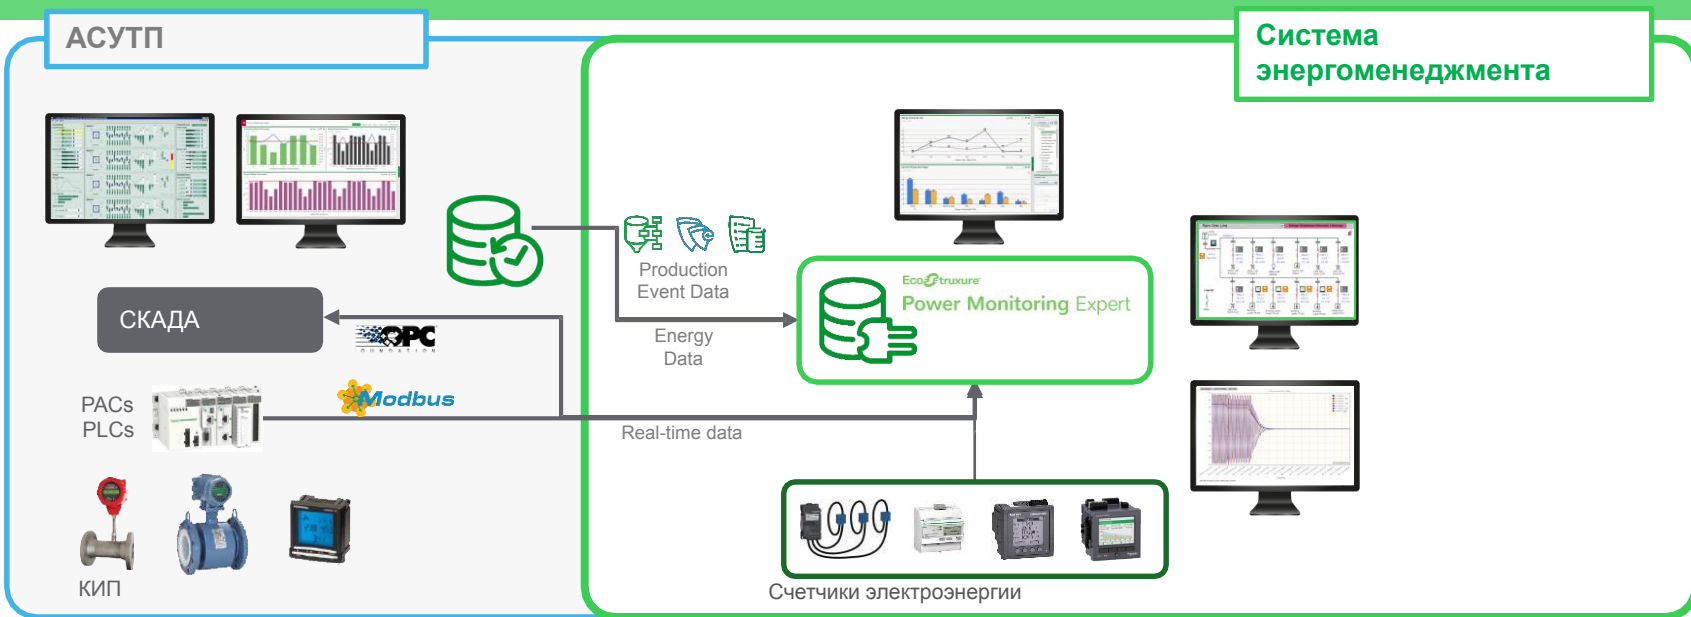 АСУТП
Система
энергоменеджмента
Production
Event Data
EcoStruxure
Power Monitoring Expert
СКАДА
OPC
FOUNDATION
Energy
Data
Modbus
PACs
PLCs
Real-time data
КИП
Счетчики электроэнергии